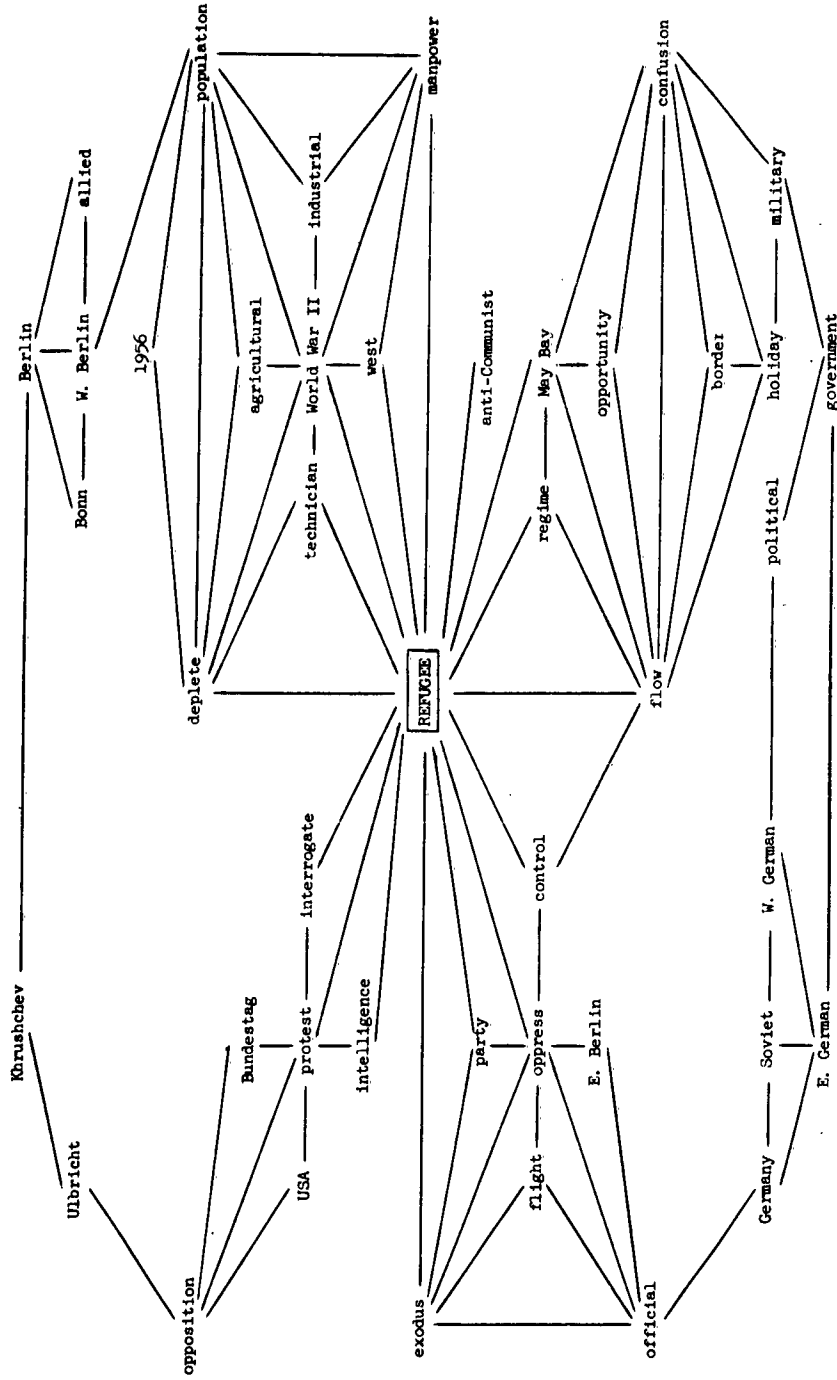 Khrushchev Berlin
Ulbricht Bonn W. Berlin allied
1956
opposition deplete population
Bundestag agricultural
USA protest interrogate technician World War II industrial
intelligence west
exodus REFUGEE manpower
party anti-Communist
flight oppress control regime May Bay
E. Berlin opportunity
official flow confusion
border
Germany Soviet W. German political holiday military
E. German government